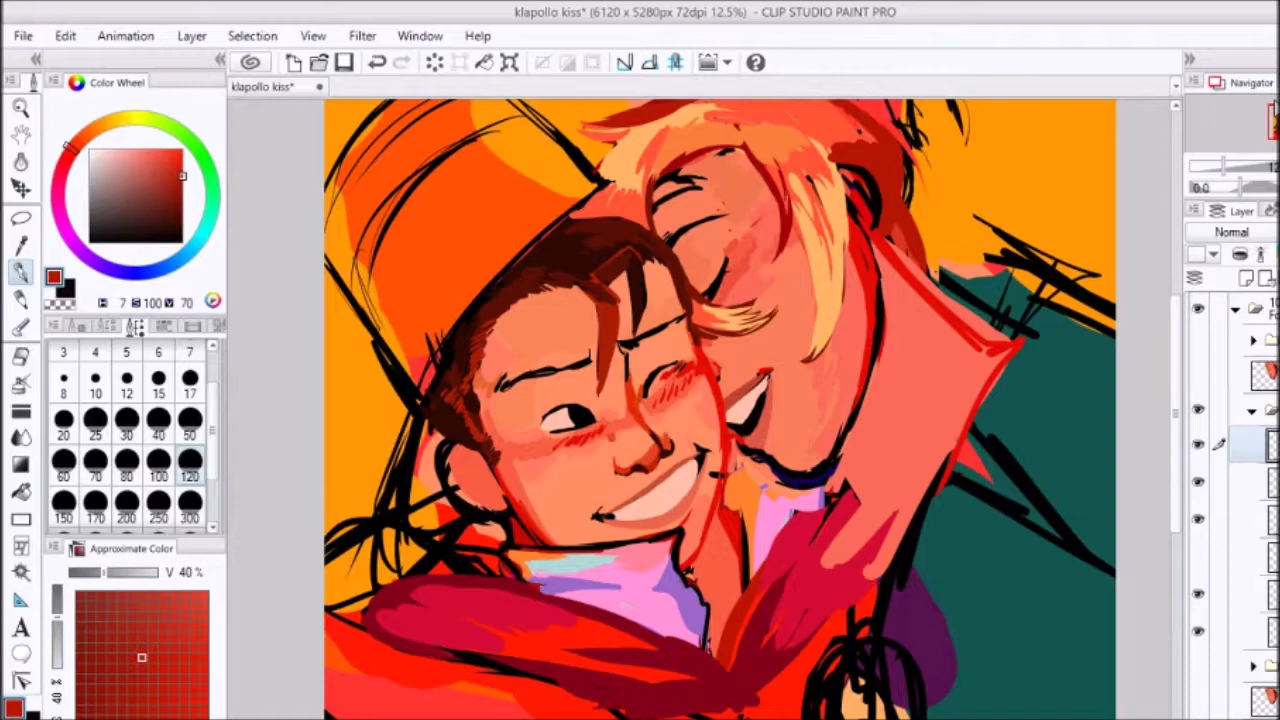 klapollo kiss* (6120 x 5280px 72dpi 12.5%) - CLIP STUDIO PAINT PRO
File Edit Animation Layer Selection View Filter Window Help
Color Wheel
klapollo kiss*
Navigator
0.0
Layer
Normal
H 7 S 100 V 70
3 4 5 6 7
8 10 12 15 17
20 25 30 40 50
60 70 80 100 120
150 170 200 250 300
Approximate Color
V 40 %
A
40